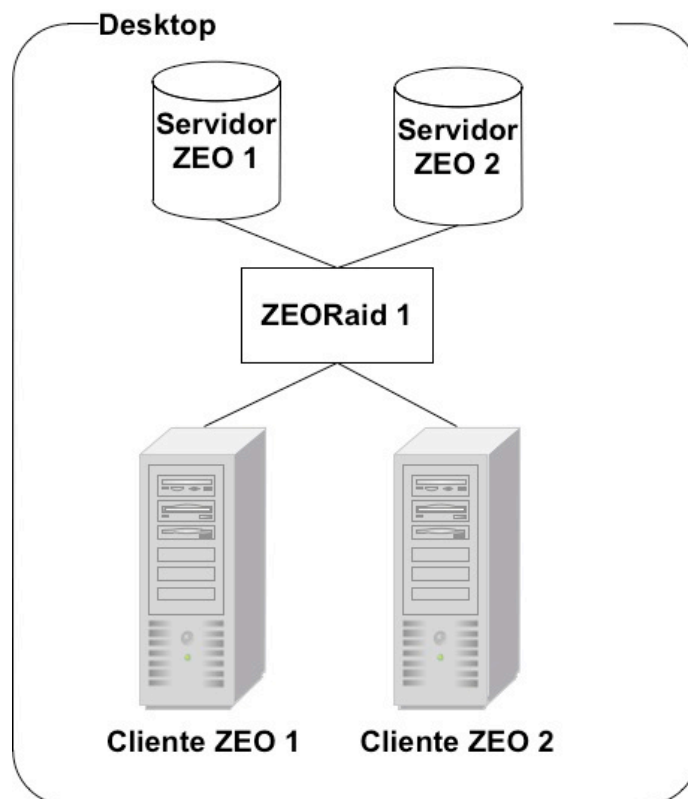 Desktop
Servidor
ZEO 1
Servidor
ZEO 2
ZEORaid 1
Cliente ZEO 1
Cliente ZEO 2